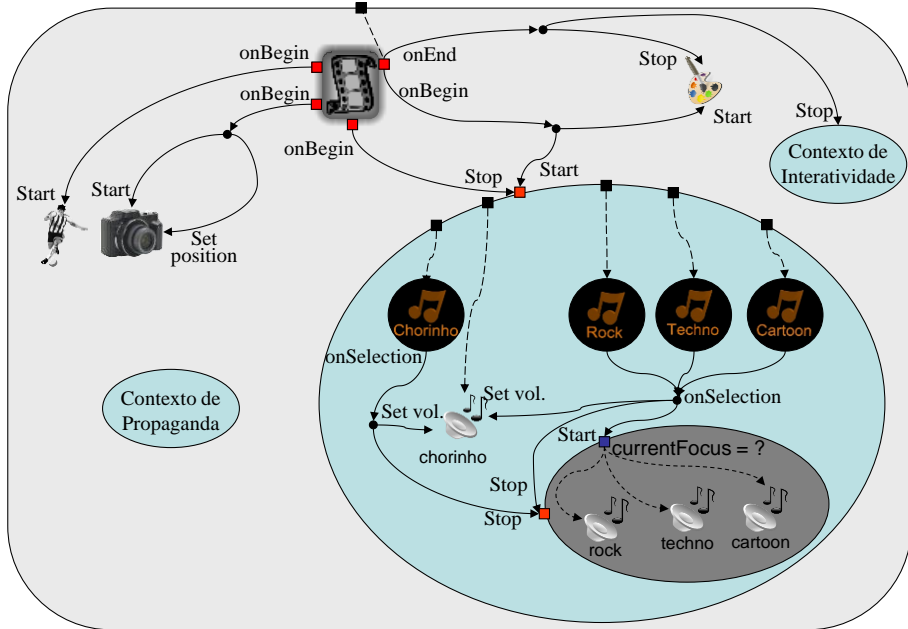 onBegin
onEnd
onBegin
onBegin
onBegin
Stop
Start
Stop
Contexto de
Interatividade
Start
Start
Set
position
Stop
Start
Chorinho
Rock
Techno
Cartoon
onSelection
onSelection
Contexto de
Propaganda
Set vol.
Set vol.
chorinho
Start
currentFocus = ?
Stop
Stop
rock
techno
cartoon